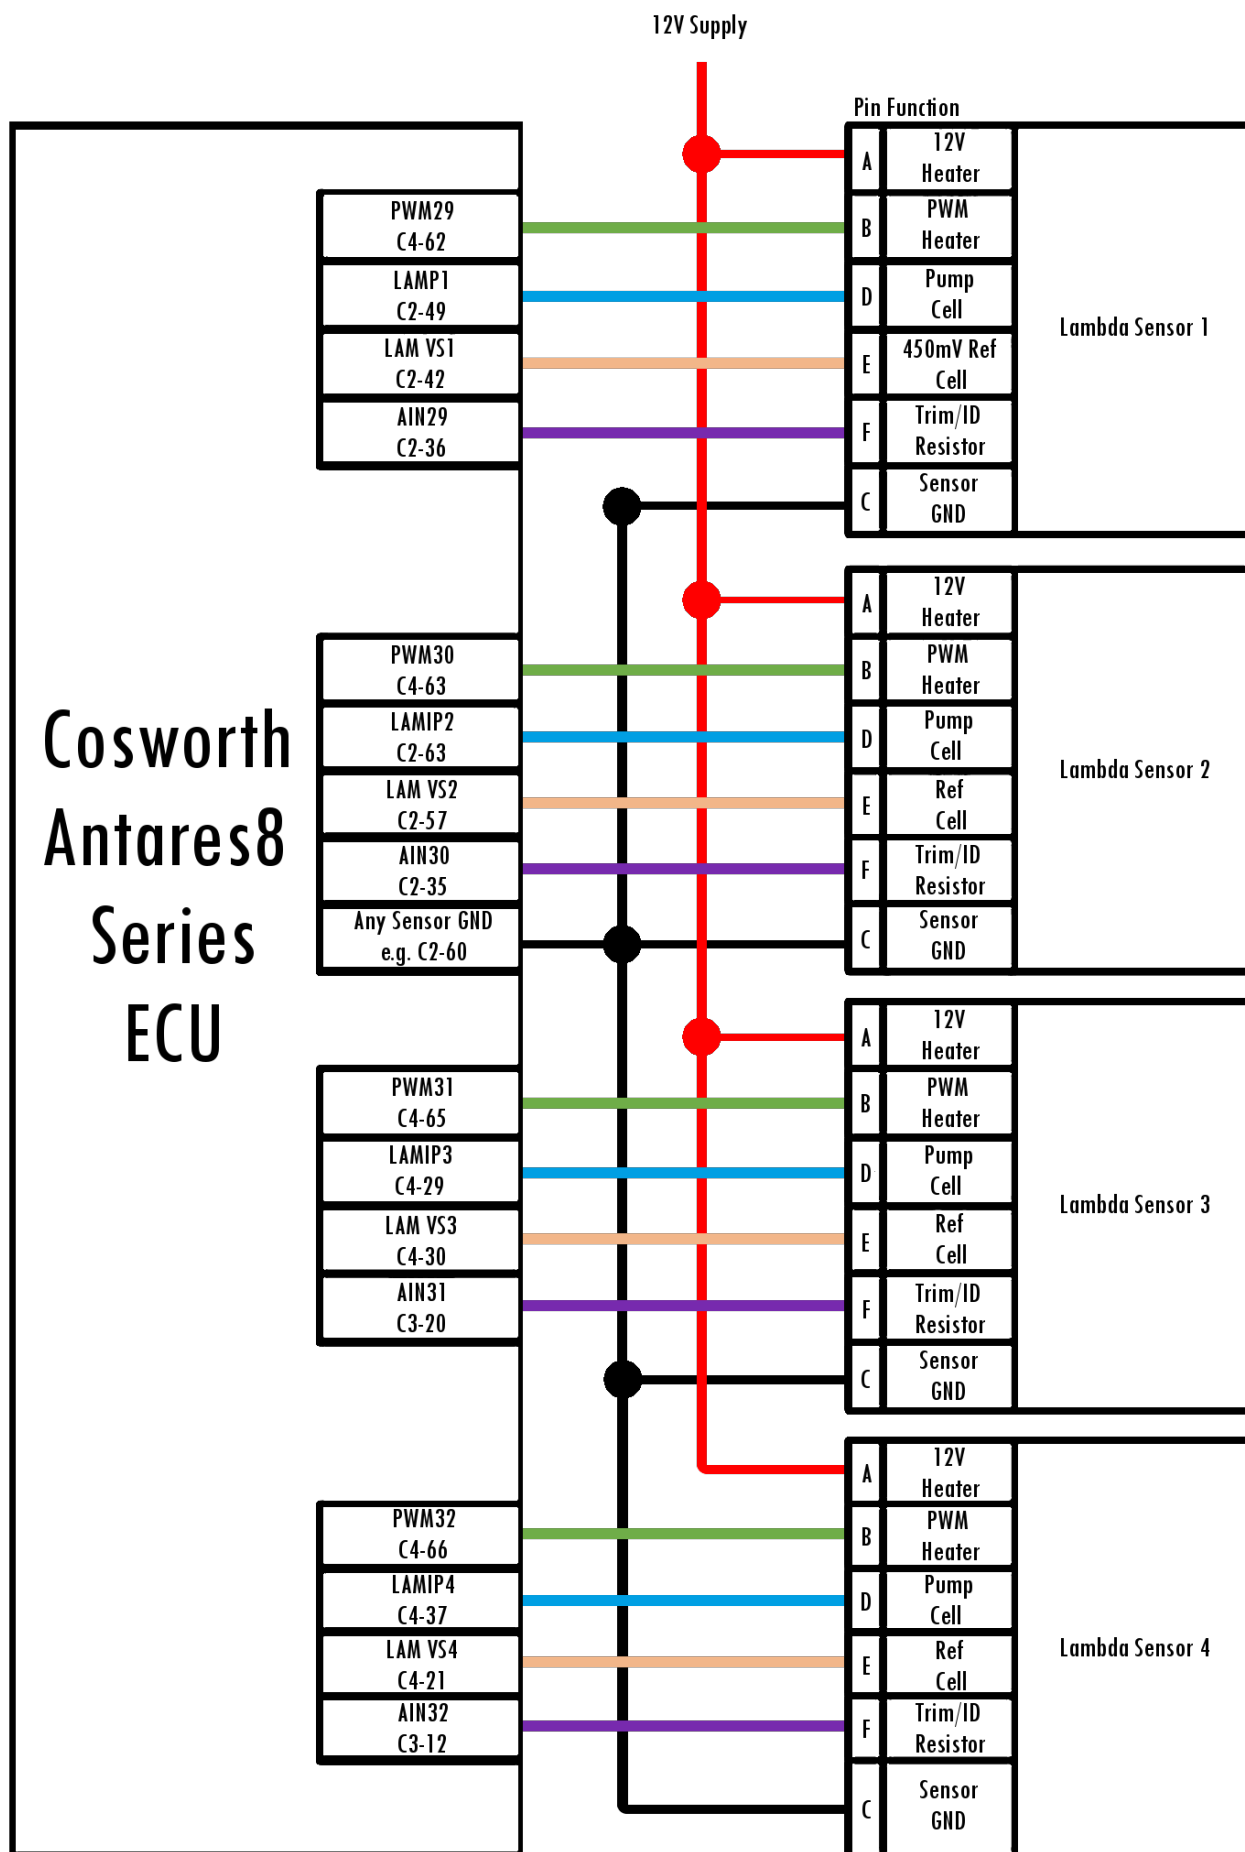 12V Supply
Pin Function
Cosworth
Antares8
Series
ECU
PWM29
C4-62
LAMP1
C2-49
LAM VS1
C2-42
AIN29
C2-36
PWM30
C4-63
LAMIP2
C2-63
LAM VS2
C2-57
AIN30
C2-35
Any Sensor GND
e.g. C2-60
PWM31
C4-65
LAMIP3
C4-29
LAM VS3
C4-30
AIN31
C3-20
PWM32
C4-66
LAMIP4
C4-37
LAM VS4
C4-21
AIN32
C3-12
A
12V
Heater
B
PWM
Heater
D
Pump
Cell
E
450mV Ref
Cell
F
Trim/ID
Resistor
C
Sensor
GND
Lambda Sensor 1
A
12V
Heater
B
PWM
Heater
D
Pump
Cell
E
Ref
Cell
F
Trim/ID
Resistor
C
Sensor
GND
Lambda Sensor 2
A
12V
Heater
B
PWM
Heater
D
Pump
Cell
E
Ref
Cell
F
Trim/ID
Resistor
C
Sensor
GND
Lambda Sensor 3
A
12V
Heater
B
PWM
Heater
D
Pump
Cell
E
Ref
Cell
F
Trim/ID
Resistor
C
Sensor
GND
Lambda Sensor 4